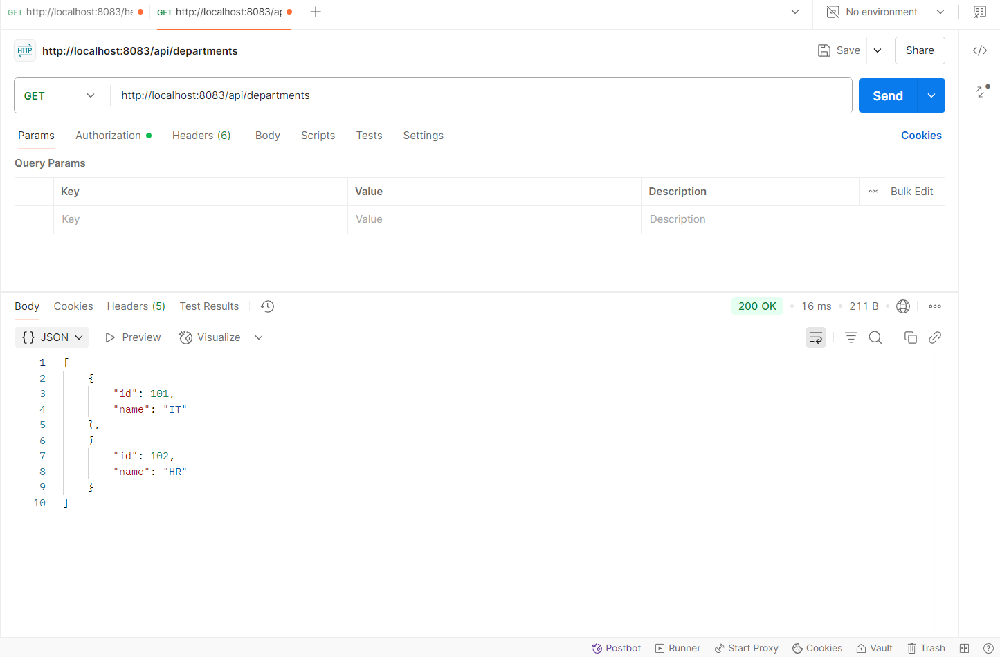 GET http://localhost:8083/he GET http://localhost:8083/ap No environment
HTTP http://localhost:8083/api/departments Save Share
GET http://localhost:8083/api/departments Send
Params Authorization Headers (6) Body Scripts Tests Settings Cookies
Query Params
Key Value Description Bulk Edit
Key Value Description
Body Cookies Headers (5) Test Results 200 OK 16 ms 211 B
{} JSON Preview Visualize
1 [
2 {
3 "id": 101,
4 "name": "IT"
5 },
6 {
7 "id": 102,
8 "name": "HR"
9 }
10 ]
Postbot Runner Start Proxy Cookies Vault Trash